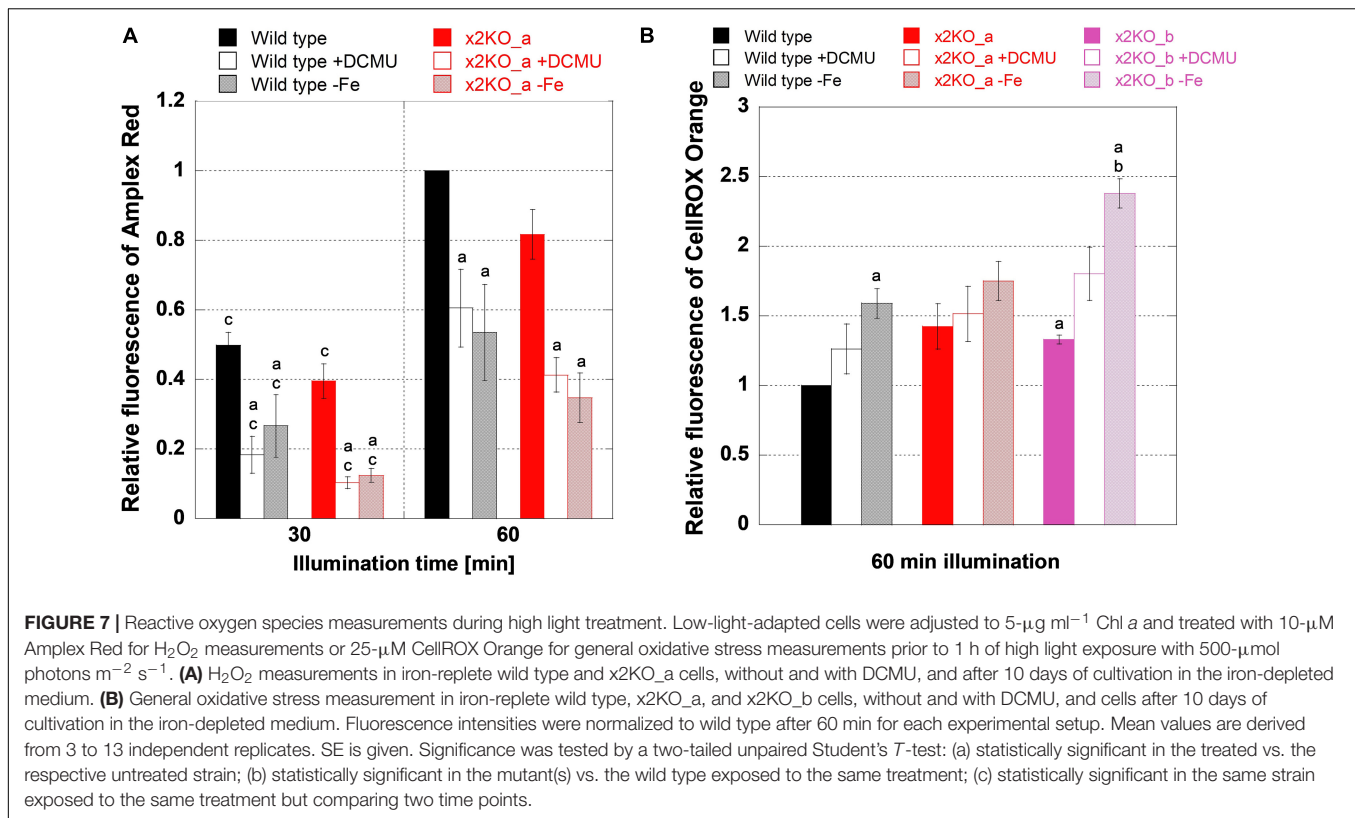 A
Wild type
x2KO_a
Wild type +DCMU
x2KO_a +DCMU
Wild type -Fe
x2KO_a -Fe
Relative fluorescence of Amplex Red
1.2
1
0.8
0.6
0.4
0.2
0
c
a
c
a
c
c
a
c
a
c
a
a
a
a
30
60
Illumination time [min]
B
Wild type
x2KO_a
x2KO_b
Wild type +DCMU
x2KO_a +DCMU
x2KO_b +DCMU
Wild type -Fe
x2KO_a -Fe
x2KO_b -Fe
Relative fluorescence of CellROX Orange
3
2.5
2
1.5
1
0.5
0
a
a
a
b
60 min illumination
FIGURE 7 | Reactive oxygen species measurements during high light treatment. Low-light-adapted cells were adjusted to 5-μg ml⁻¹ Chl a and treated with 10-μM
Amplex Red for H₂O₂ measurements or 25-μM CellROX Orange for general oxidative stress measurements prior to 1 h of high light exposure with 500-μmol
photons m⁻² s⁻¹. (A) H₂O₂ measurements in iron-replete wild type and x2KO_a cells, without and with DCMU, and after 10 days of cultivation in the iron-depleted
medium. (B) General oxidative stress measurement in iron-replete wild type, x2KO_a, and x2KO_b cells, without and with DCMU, and cells after 10 days of
cultivation in the iron-depleted medium. Fluorescence intensities were normalized to wild type after 60 min for each experimental setup. Mean values are derived
from 3 to 13 independent replicates. SE is given. Significance was tested by a two-tailed unpaired Student's T-test: (a) statistically significant in the treated vs. the
respective untreated strain; (b) statistically significant in the mutant(s) vs. the wild type exposed to the same treatment; (c) statistically significant in the same strain
exposed to the same treatment but comparing two time points.